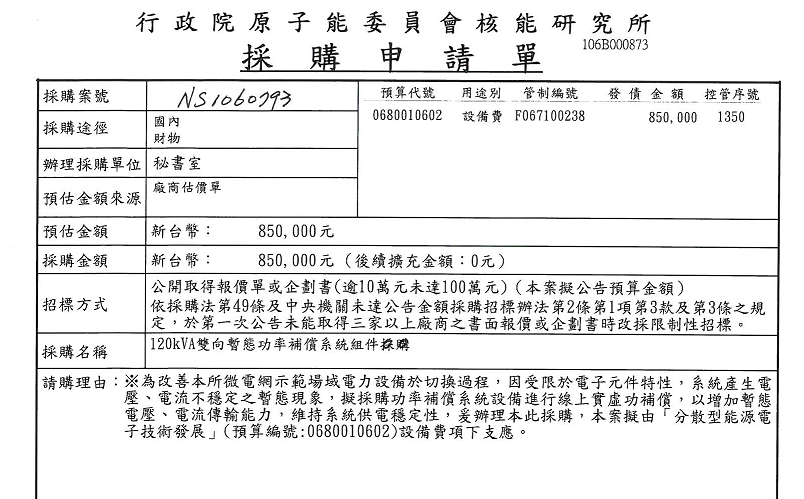 行政院原子能委員會核能研究所
106B000873
採購申請單
採購案號 NS1060793
預算代號 用途別 管制編號 發債金額 控管序號
0680010602 設備費 F067100238 850,000 1350
採購途徑 國內
財物
辦理採購單位 秘書室
預估金額來源 廠商估價單
預估金額 新台幣： 850,000元
採購金額 新台幣： 850,000元 (後續擴充金額：0元)
招標方式 公開取得報價單或企劃書(逾10萬元未達100萬元) (本案擬公告預算金額)
依採購法第49條及中央機關未達公告金額採購招標辦法第2條第1項第3款及第3條之規
定，於第一次公告未能取得三家以上廠商之書面報價或企劃書時改採限制性招標。
採購名稱 120kVA雙向暫態功率補償系統組件採購
請購理由：※為改善本所微電網示範場域電力設備於切換過程，因受限於電子元件特性，系統產生電
壓、電流不穩定之暫態現象，擬採購功率補償系統設備進行線上實虛功補償，以增加暫態
電壓、電流傳輸能力，維持系統供電穩定性，爰辦理本此採購，本案擬由「分散型能源電
子技術發展」(預算編號:0680010602)設備費項下支應。